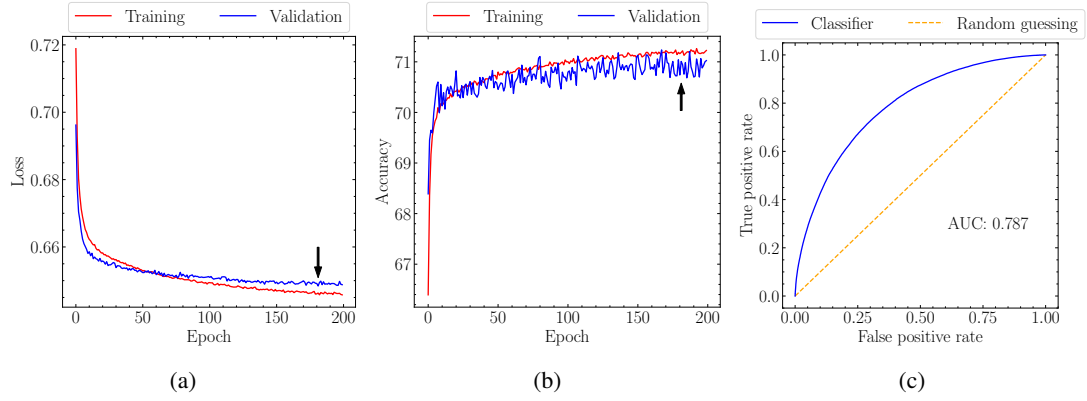 Training Validation
0.72
0.70
0.68
0.66
Loss
0 50 100 150 200
Epoch
(a)
Training Validation
71
70
69
68
67
Accuracy
0 50 100 150 200
Epoch
(b)
Classifier Random guessing
1.0
0.8
0.6
0.4
0.2
0.0
True positive rate
AUC: 0.787
0.00 0.25 0.50 0.75 1.00
False positive rate
(c)